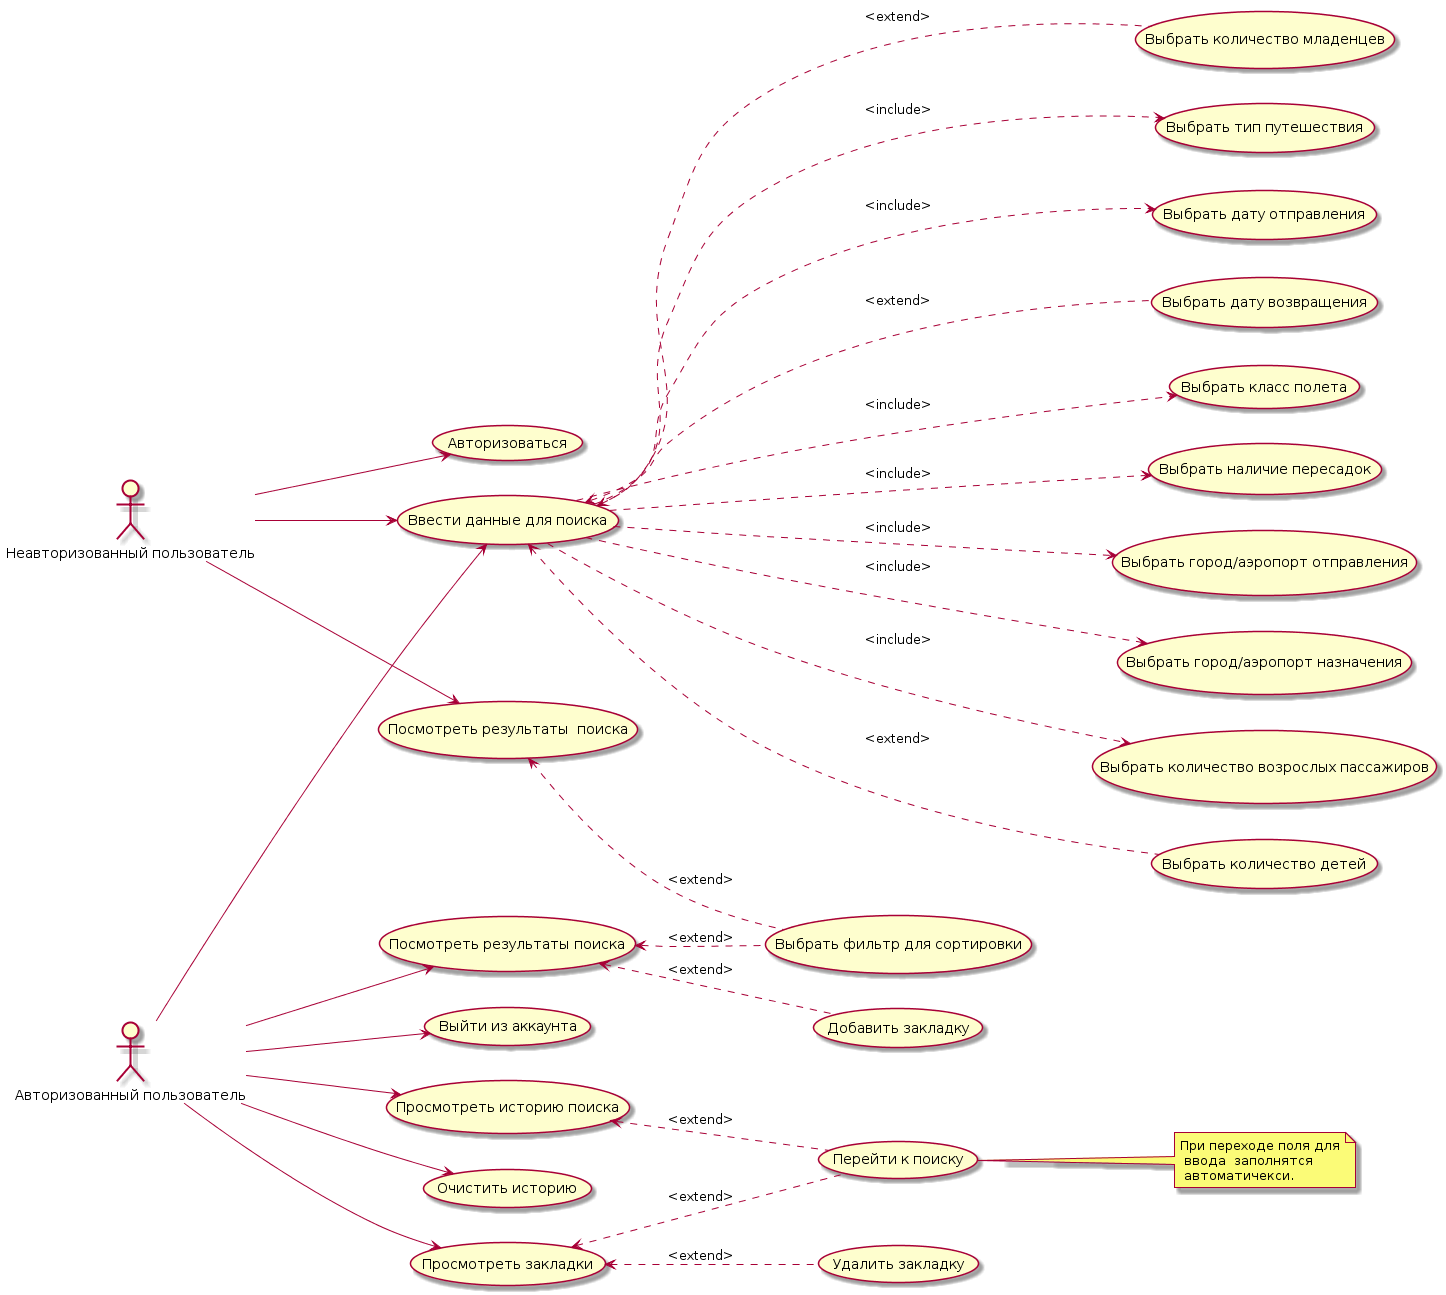 <extend>
Выбрать количество младенцев
<include>
Выбрать тип путешествия
<include>
Выбрать дату отправления
<extend>
Выбрать дату возвращения
Выбрать класс полета
<include>
Авторизоваться
<include>
Выбрать наличие пересадок
Ввести данные для поиска
<include>
Неавторизованный пользователь
Выбрать город/аэропорт отправления
<include>
<include>
Выбрать город/аэропорт назначения
Посмотреть результаты  поиска
<extend>
Выбрать количество возрослых пассажиров
Выбрать количество детей
<extend>
Посмотреть результаты поиска
<extend>
Выбрать фильтр для сортировки
<extend>
Выйти из аккаунта
Добавить закладку
Авторизованный пользователь
Просмотреть историю поиска
<extend>
Перейти к поиску
При переходе поля для
ввода  заполнятся
автоматичекси.
Очистить историю
<extend>
<extend>
Просмотреть закладки
Удалить закладку